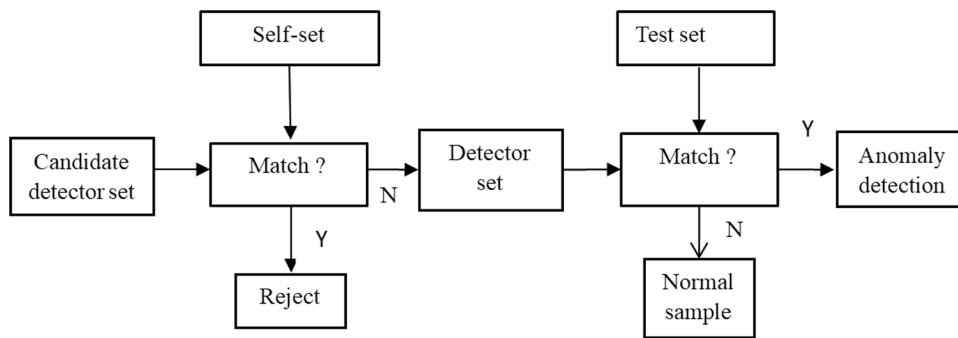 Self-set
Test set
Candidate
detector set
Match ?
N
Detector
set
Match ?
Y
Anomaly
detection
Y
N
Reject
Normal
sample